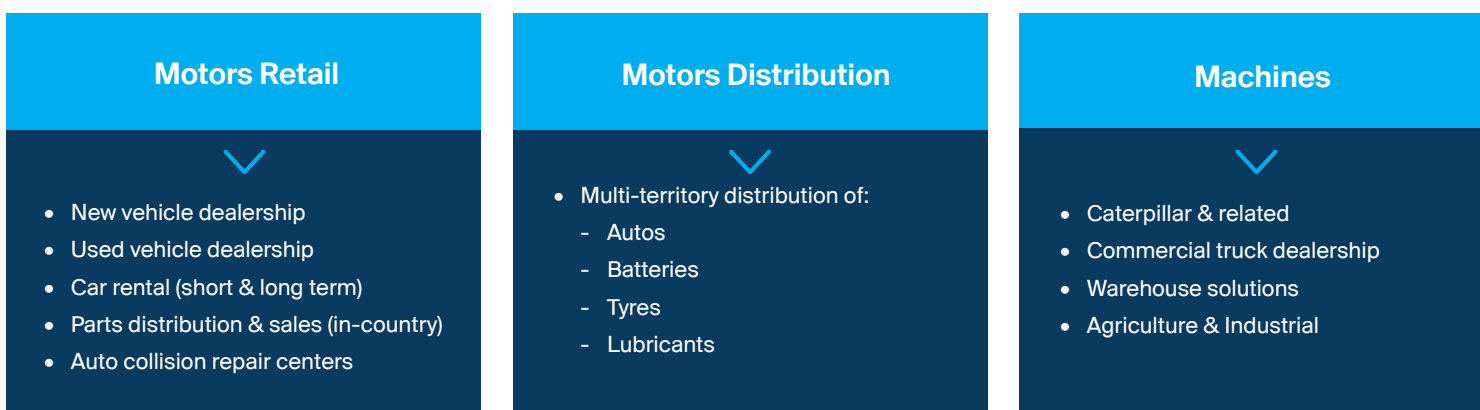 Motors Retail
• New vehicle dealership
• Used vehicle dealership
• Car rental (short & long term)
• Parts distribution & sales (in-country)
• Auto collision repair centers
Motors Distribution
• Multi-territory distribution of:
- Autos
- Batteries
- Tyres
- Lubricants
Machines
• Caterpillar & related
• Commercial truck dealership
• Warehouse solutions
• Agriculture & Industrial